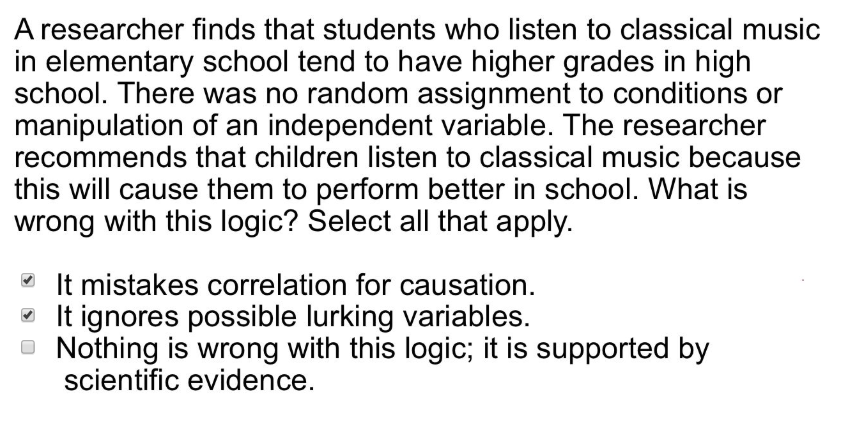 A researcher finds that students who listen to classical music
in elementary school tend to have higher grades in high
school. There was no random assignment to conditions or
manipulation of an independent variable. The researcher
recommends that children listen to classical music because
this will cause them to perform better in school. What is
wrong with this logic? Select all that apply.
It mistakes correlation for causation.
It ignores possible lurking variables.
Nothing is wrong with this logic; it is supported by
scientific evidence.